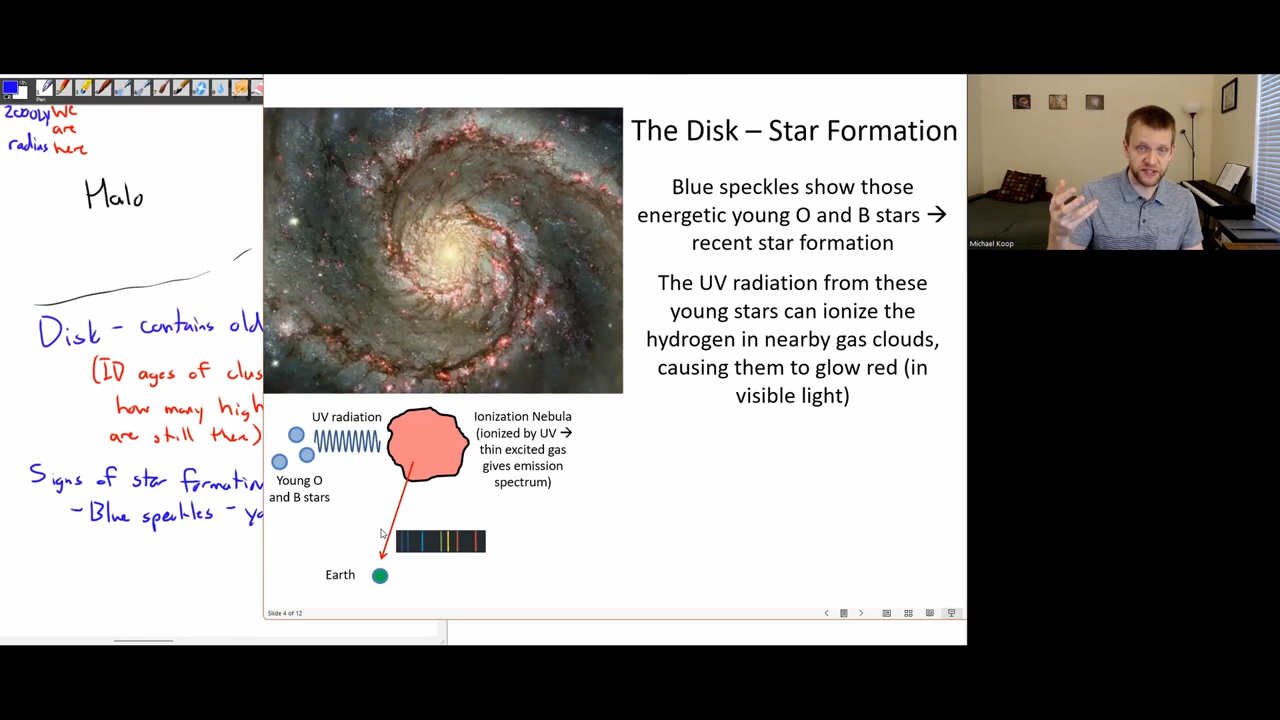 Pen
26000ly We
are
radius here
Halo
Disk - contains old
(ID ages of clus
how many high
are still there)
Signs of star formation
- Blue speckles - yo
The Disk – Star Formation
Blue speckles show those
energetic young O and B stars →
recent star formation
The UV radiation from these
young stars can ionize the
hydrogen in nearby gas clouds,
causing them to glow red (in
visible light)
UV radiation
Young O
and B stars
Ionization Nebula
(ionized by UV →
thin excited gas
gives emission
spectrum)
Earth
Slide 4 of 12
Michael Koop